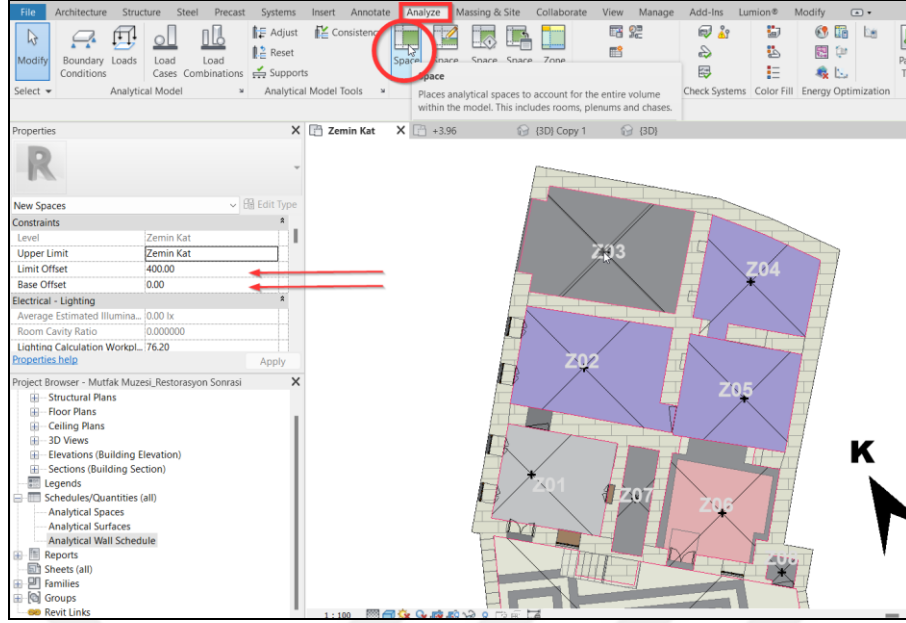 File Architecture Structure Steel Precast Systems Insert Annotate Analyze Massing & Site Collaborate View Manage Add-Ins Lumion® Modify
Modify Boundary Conditions Loads Load Cases Load Combinations Adjust Reset Supports Consistency Space Space Space Space Zone
Select Analytical Model Analytical Model Tools Check Systems Color Fill Energy Optimization
Space
Places analytical spaces to account for the entire volume
within the model. This includes rooms, plenums and chases.
Properties
R
New Spaces Edit Type
Constraints
Level Zemin Kat
Upper Limit Zemin Kat
Limit Offset 400.00
Base Offset 0.00
Electrical - Lighting
Average Estimated Illumina... 0.00 lx
Room Cavity Ratio 0.000000
Lighting Calculation Workpl... 76.20
Properties help Apply
Project Browser - Mutfak Muzesi_Restorasyon Sonrasi
Structural Plans
Floor Plans
Ceiling Plans
3D Views
Elevations (Building Elevation)
Sections (Building Section)
Legends
Schedules/Quantities (all)
Analytical Spaces
Analytical Surfaces
Analytical Wall Schedule
Reports
Sheets (all)
Families
Groups
Revit Links
Zemin Kat +3.96 {3D} Copy 1 {3D}
Z03
Z04
Z02
Z05
Z01
Z07
Z06
Z08
K
1 : 100